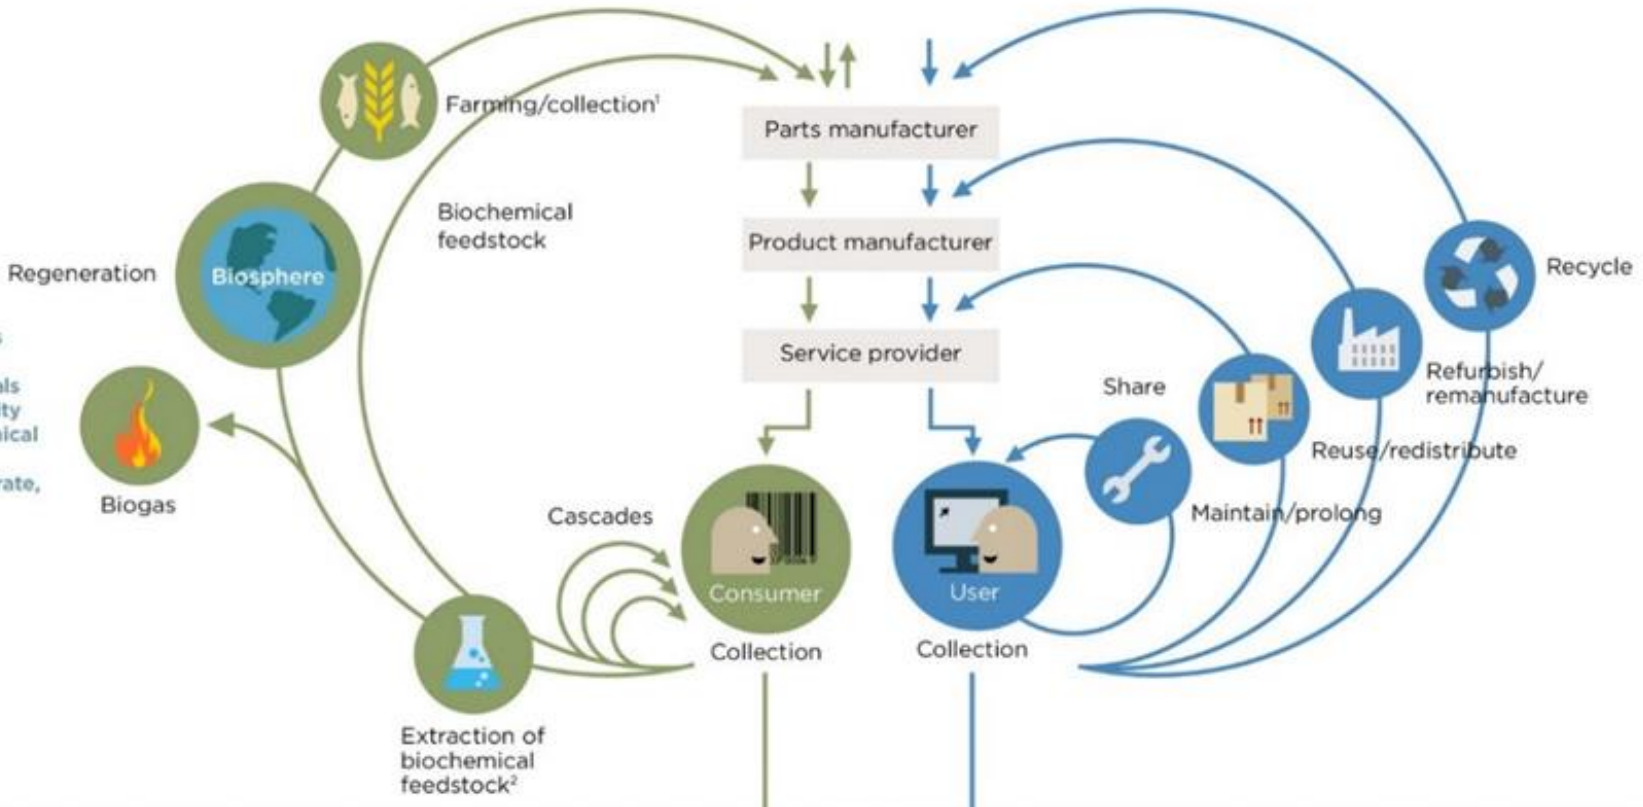 Farming/collection¹
Parts manufacturer
Biochemical
feedstock
Product manufacturer
Regeneration
Biosphere
Recycle
Service provider
Share
Refurbish/
remanufacture
Reuse/redistribute
Biogas
Cascades
Maintain/prolong
Consumer
User
Collection
Collection
Extraction of
biochemical
feedstock²